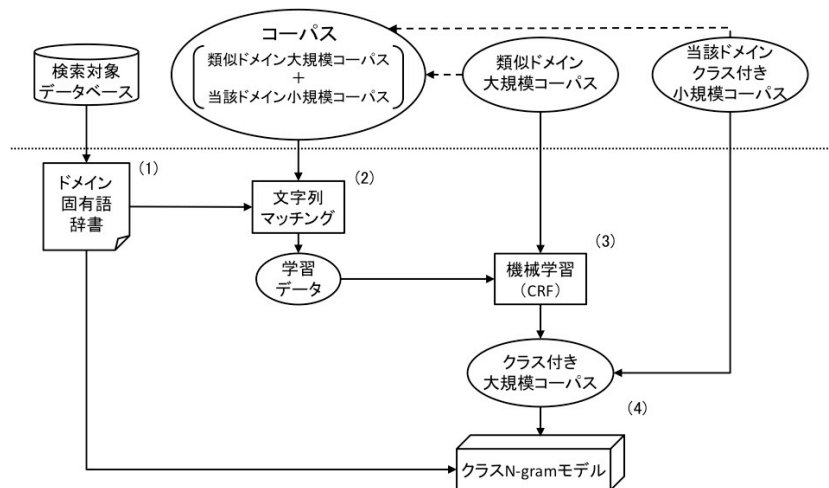 検索対象
データベース
コーパス
類似ドメイン大規模コーパス
+
当該ドメイン小規模コーパス
類似ドメイン
大規模コーパス
当該ドメイン
クラス付き
小規模コーパス
(1)
ドメイン
固有語
辞書
(2)
文字列
マッチング
学習
データ
(3)
機械学習
(CRF)
クラス付き
大規模コーパス
(4)
クラスN-gramモデル